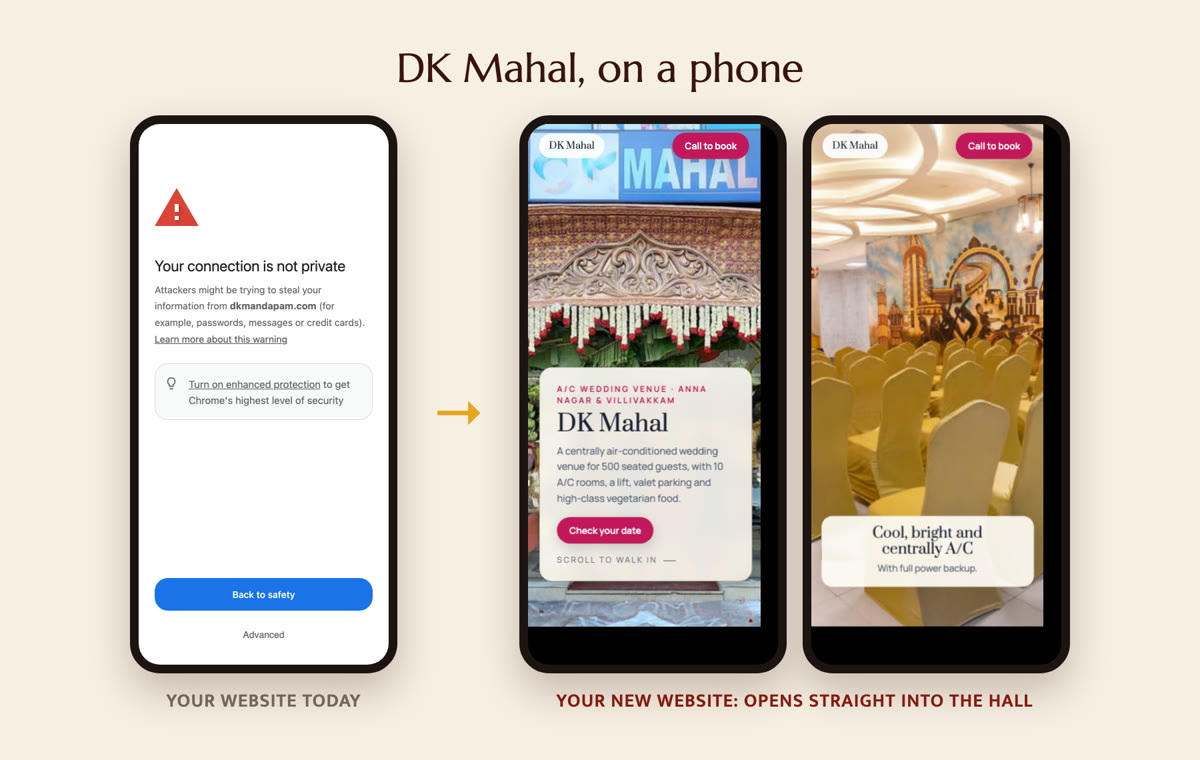 DK Mahal, on a phone
Your connection is not private
Attackers might be trying to steal your
information from dkmandapam.com (for
example, passwords, messages or credit cards).
Learn more about this warning
Turn on enhanced protection to get
Chrome's highest level of security
Back to safety
Advanced
YOUR WEBSITE TODAY
DK Mahal
Call to book
MAHAL
A/C WEDDING VENUE · ANNA
NAGAR & VILLIVAKKAM
DK Mahal
A centrally air-conditioned wedding
venue for 500 seated guests, with 10
A/C rooms, a lift, valet parking and
high-class vegetarian food.
Check your date
SCROLL TO WALK IN
DK Mahal
Call to book
Cool, bright and
centrally A/C
With full power backup.
YOUR NEW WEBSITE: OPENS STRAIGHT INTO THE HALL